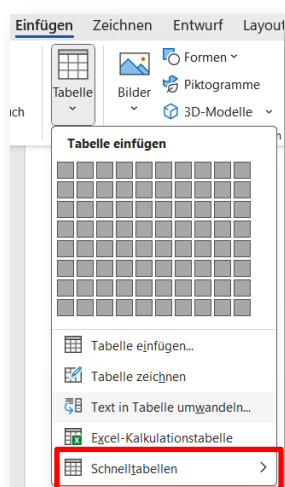 Einfügen Zeichnen Entwurf Layout
Formen
Piktogramme
3D-Modelle
Tabelle Bilder
Tabelle einfügen
Tabelle einfügen...
Tabelle zeichnen
Text in Tabelle umwandeln...
Excel-Kalkulationstabelle
Schnelltabellen